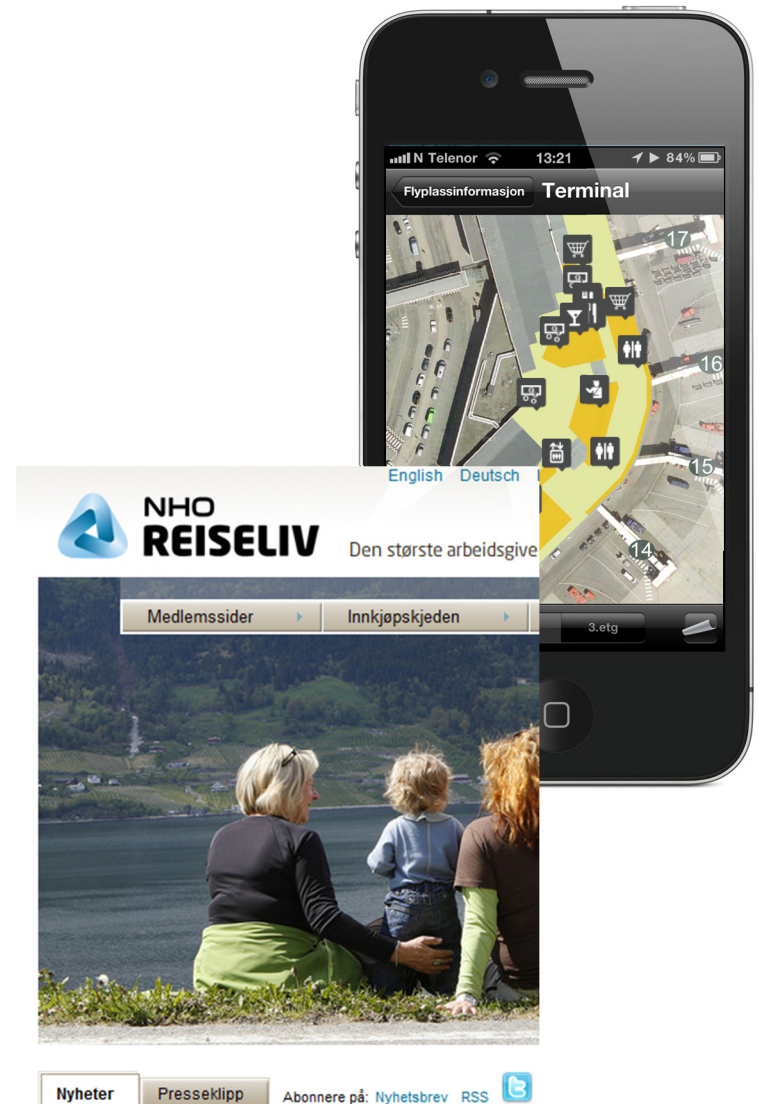 N Telenor 13:21 84%
Flyplassinformasjon Terminal
17
16
15
14
3.etg
English Deutsch
NHO
REISELIV
Den største arbeidsgive
Medlemssider Innkjøpskjeden
Nyheter Presseklipp Abonnere på: Nyhetsbrev RSS